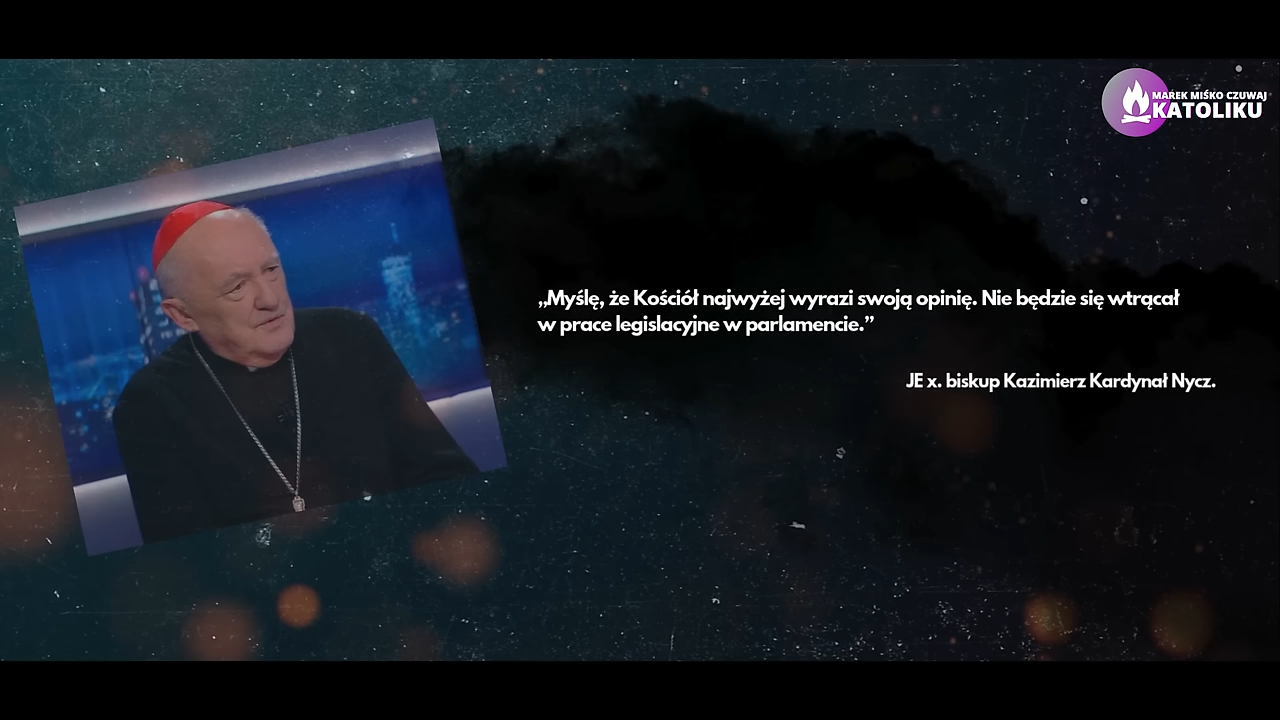 MAREK MIŚKO CZUWAJ
KATOLIKU
„Myślę, że Kościół najwyżej wyrazi swoją opinię. Nie będzie się wtrącał
w prace legislacyjne w parlamencie.”
JE x. biskup Kazimierz Kardynał Nycz.